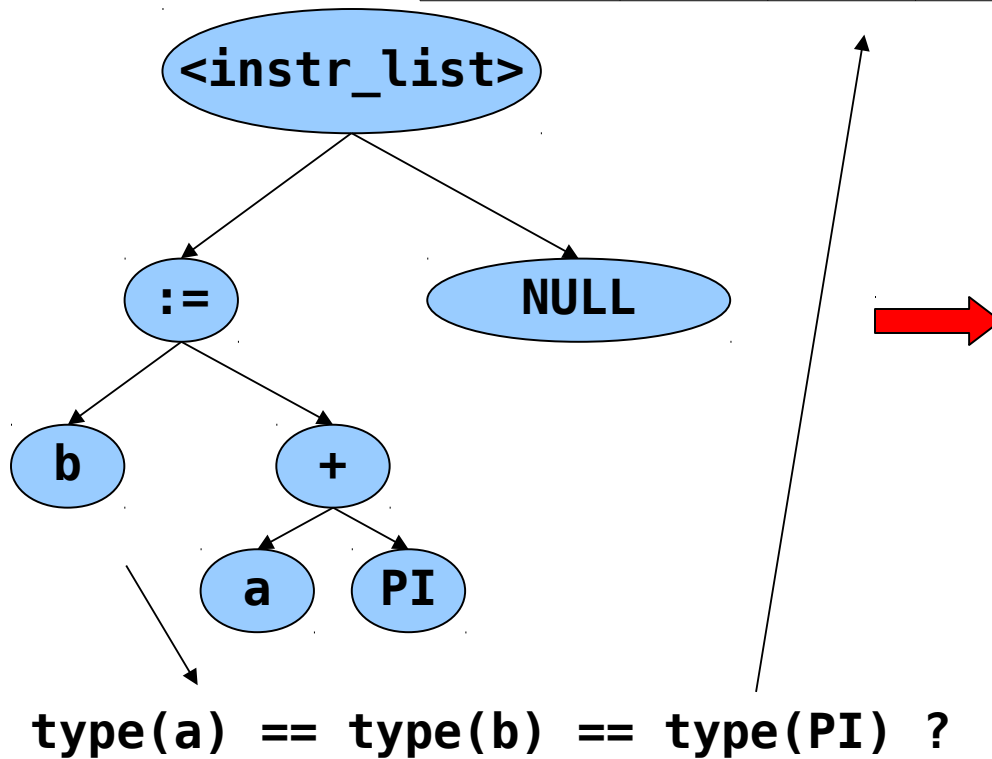 <instr_list>
:=
NULL
b
+
a
PI
type(a) == type(b) == type(PI) ?